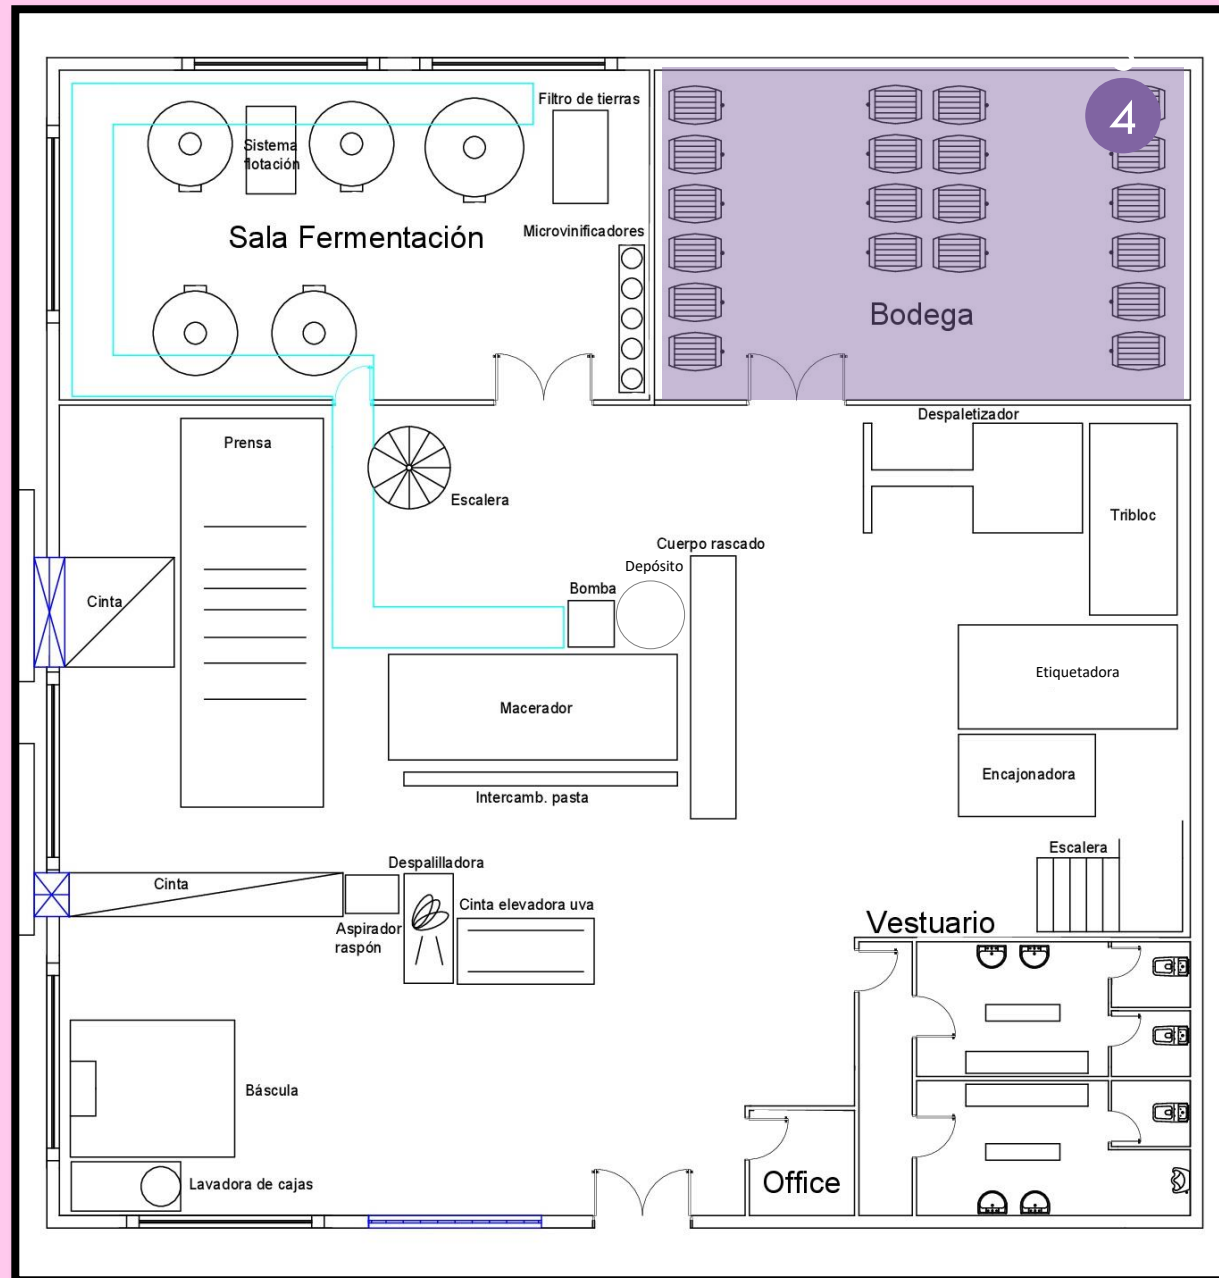 Filtro de tierras
4
Sistema
flotación
Sala Fermentación
Microvinificadores
Bodega
Despaletizador
Prensa
Escalera
Tribloc
Cuerpo rascado
Depósito
Bomba
Cinta
Etiquetadora
Macerador
Encajonadora
Intercamb. pasta
Escalera
Despalilladora
Cinta
Cinta elevadora uva
Aspirador
raspón
Vestuario
Báscula
Office
Lavadora de cajas